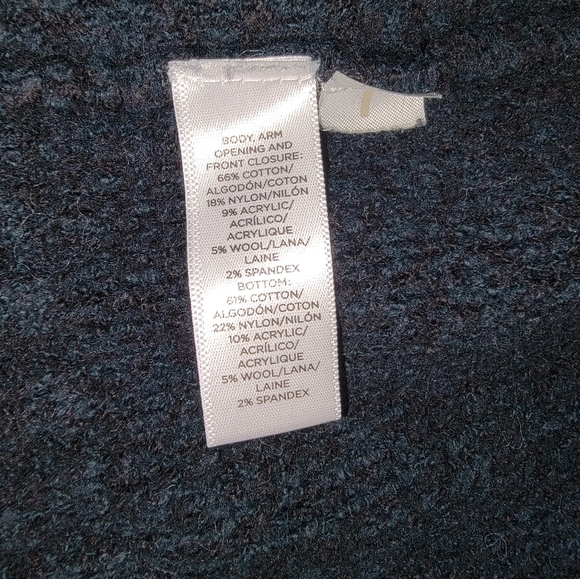 BODY, ARM
OPENING AND
FRONT CLOSURE:
66% COTTON/
ALGODÓN/COTON
18% NYLON/NILÓN
9% ACRYLIC/
ACRÍLICO/
ACRYLIQUE
5% WOOL/LANA/
LAINE
2% SPANDEX
BOTTOM:
61% COTTON/
ALGODÓN/COTON
22% NYLON/NILÓN
10% ACRYLIC/
ACRÍLICO/
ACRYLIQUE
5% WOOL/LANA/
LAINE
2% SPANDEX